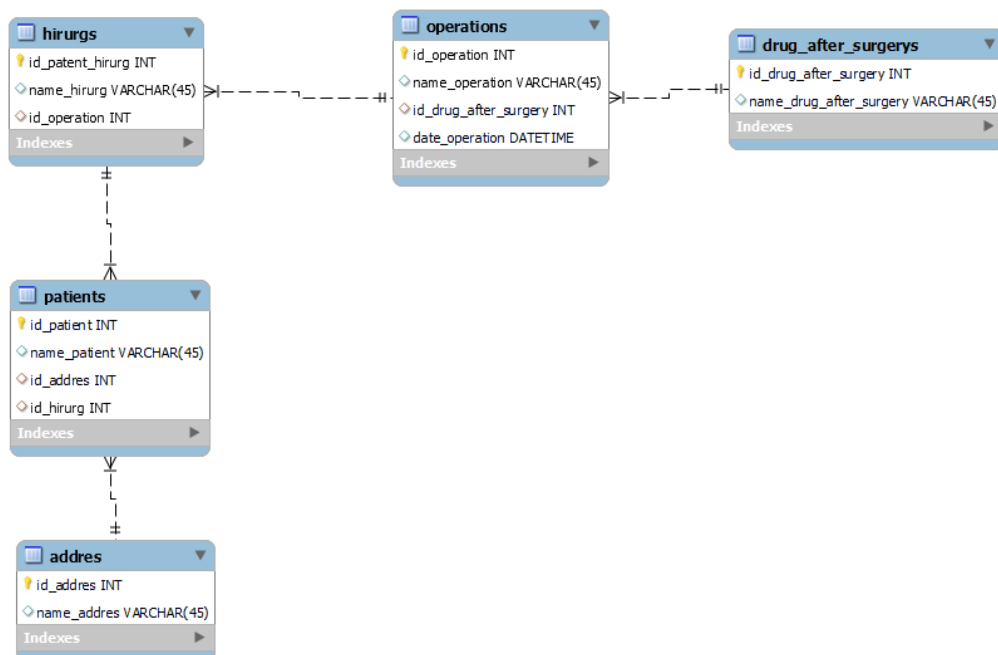 hirurgs
id_patent_hirurg INT
name_hirurg VARCHAR(45)
id_operation INT
Indexes
operations
id_operation INT
name_operation VARCHAR(45)
id_drug_after_surgery INT
date_operation DATETIME
Indexes
drug_after_surgerys
id_drug_after_surgery INT
name_drug_after_surgery VARCHAR(45)
Indexes
patients
id_patient INT
name_patient VARCHAR(45)
id_addres INT
id_hirurg INT
Indexes
addres
id_addres INT
name_addres VARCHAR(45)
Indexes